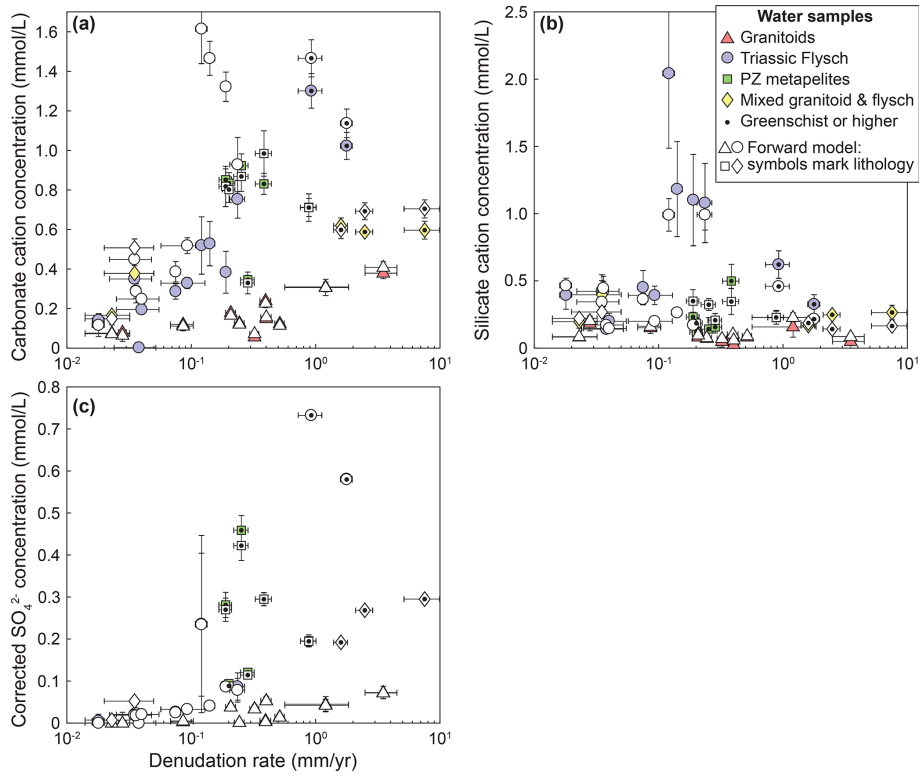 (a)
Carbonate cation concentration (mmol/L)
1.6
1.4
1.2
1.0
0.8
0.6
0.4
0.2
0
10⁻²
10⁻¹
10⁰
10¹
(b)
Silicate cation concentration (mmol/L)
2.5
2.0
1.5
1.0
0.5
0
10⁻²
10⁻¹
10⁰
10¹
Water samples
Granitoids
Triassic Flysch
PZ metapelites
Mixed granitoid & flysch
Greenschist or higher
Forward model:
symbols mark lithology
(c)
Corrected SO₄²⁻ concentration (mmol/L)
0.8
0.7
0.6
0.5
0.4
0.3
0.2
0.1
0
10⁻²
10⁻¹
10⁰
10¹
Denudation rate (mm/yr)